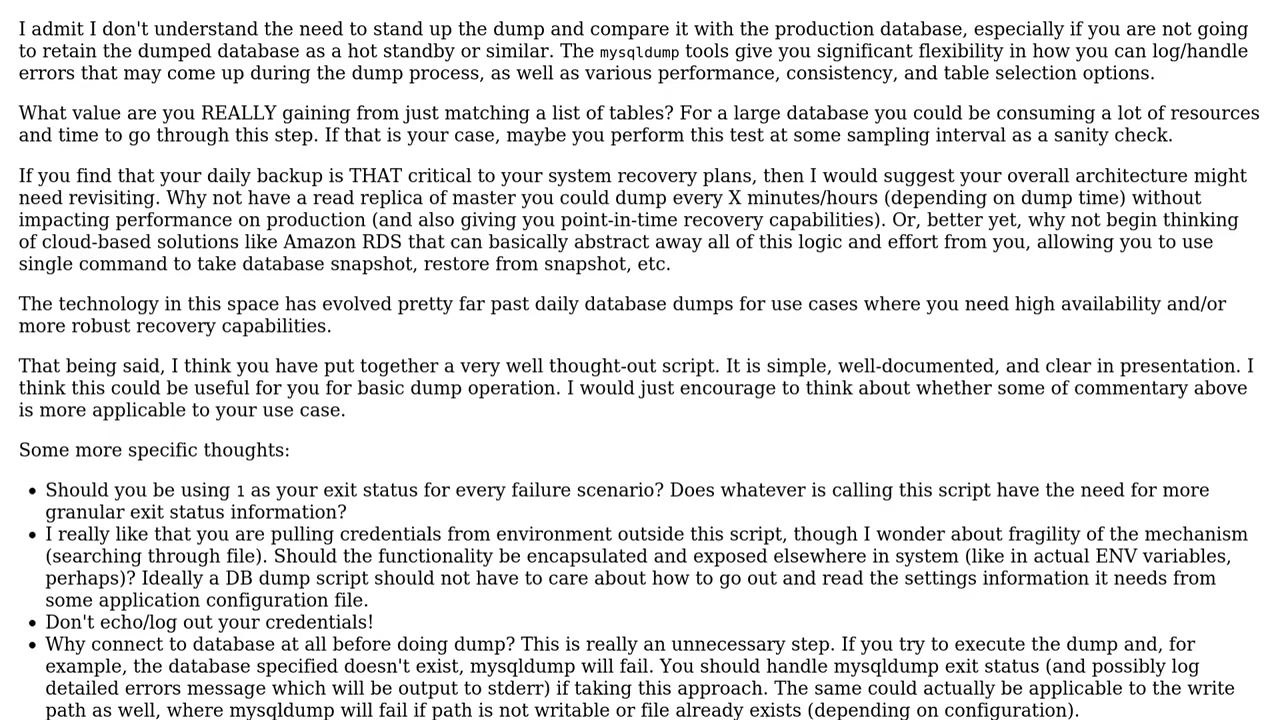 I admit I don't understand the need to stand up the dump and compare it with the production database, especially if you are not going
to retain the dumped database as a hot standby or similar. The mysqldump tools give you significant flexibility in how you can log/handle
errors that may come up during the dump process, as well as various performance, consistency, and table selection options.
What value are you REALLY gaining from just matching a list of tables? For a large database you could be consuming a lot of resources
and time to go through this step. If that is your case, maybe you perform this test at some sampling interval as a sanity check.
If you find that your daily backup is THAT critical to your system recovery plans, then I would suggest your overall architecture might
need revisiting. Why not have a read replica of master you could dump every X minutes/hours (depending on dump time) without
impacting performance on production (and also giving you point-in-time recovery capabilities). Or, better yet, why not begin thinking
of cloud-based solutions like Amazon RDS that can basically abstract away all of this logic and effort from you, allowing you to use
single command to take database snapshot, restore from snapshot, etc.
The technology in this space has evolved pretty far past daily database dumps for use cases where you need high availability and/or
more robust recovery capabilities.
That being said, I think you have put together a very well thought-out script. It is simple, well-documented, and clear in presentation. I
think this could be useful for you for basic dump operation. I would just encourage to think about whether some of commentary above
is more applicable to your use case.
Some more specific thoughts:
• Should you be using 1 as your exit status for every failure scenario? Does whatever is calling this script have the need for more
granular exit status information?
• I really like that you are pulling credentials from environment outside this script, though I wonder about fragility of the mechanism
(searching through file). Should the functionality be encapsulated and exposed elsewhere in system (like in actual ENV variables,
perhaps)? Ideally a DB dump script should not have to care about how to go out and read the settings information it needs from
some application configuration file.
• Don't echo/log out your credentials!
• Why connect to database at all before doing dump? This is really an unnecessary step. If you try to execute the dump and, for
example, the database specified doesn't exist, mysqldump will fail. You should handle mysqldump exit status (and possibly log
detailed errors message which will be output to stderr) if taking this approach. The same could actually be applicable to the write
path as well, where mysqldump will fail if path is not writable or file already exists (depending on configuration).